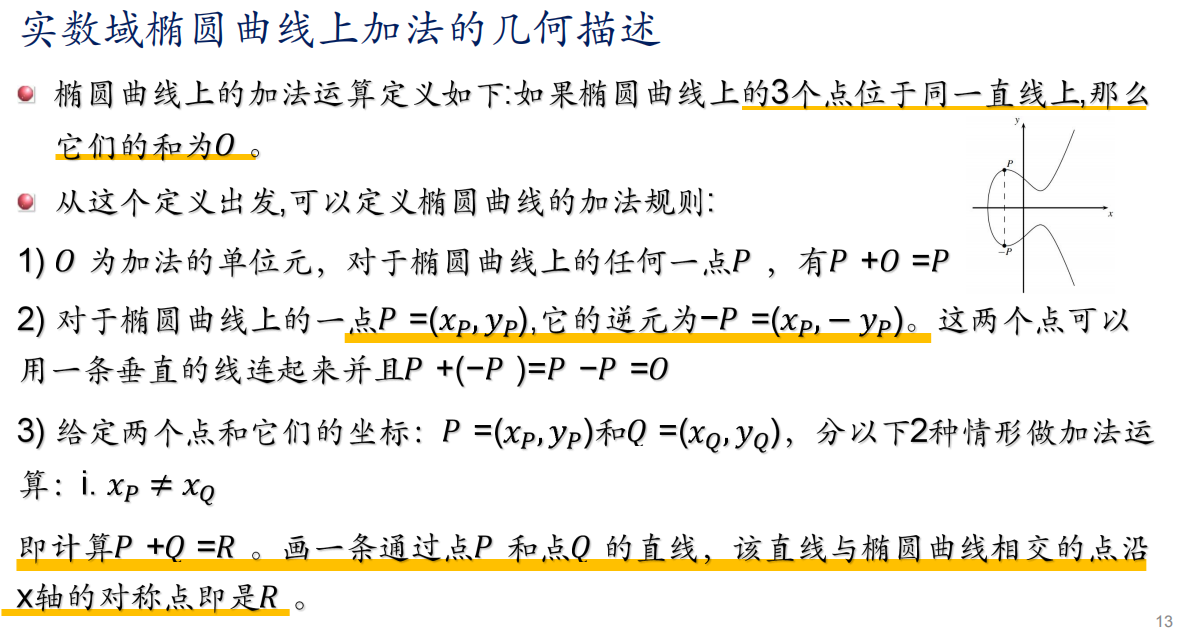 实数域椭圆曲线上加法的几何描述
椭圆曲线上的加法运算定义如下:如果椭圆曲线上的3个点位于同一直线上,那么
它们的和为O 。
从这个定义出发,可以定义椭圆曲线的加法规则:
y
P
x
−P
1) O 为加法的单位元，对于椭圆曲线上的任何一点P ，有P +O =P
2) 对于椭圆曲线上的一点P =(x_P, y_P),它的逆元为−P =(x_P, − y_P)。这两个点可以
用一条垂直的线连起来并且P +(−P )=P −P =O
3) 给定两个点和它们的坐标：P =(x_P, y_P)和Q =(x_Q, y_Q)，分以下2种情形做加法运
算：i. x_P ≠ x_Q
即计算P +Q =R 。画一条通过点P 和点Q 的直线，该直线与椭圆曲线相交的点沿
x轴的对称点即是R 。
13